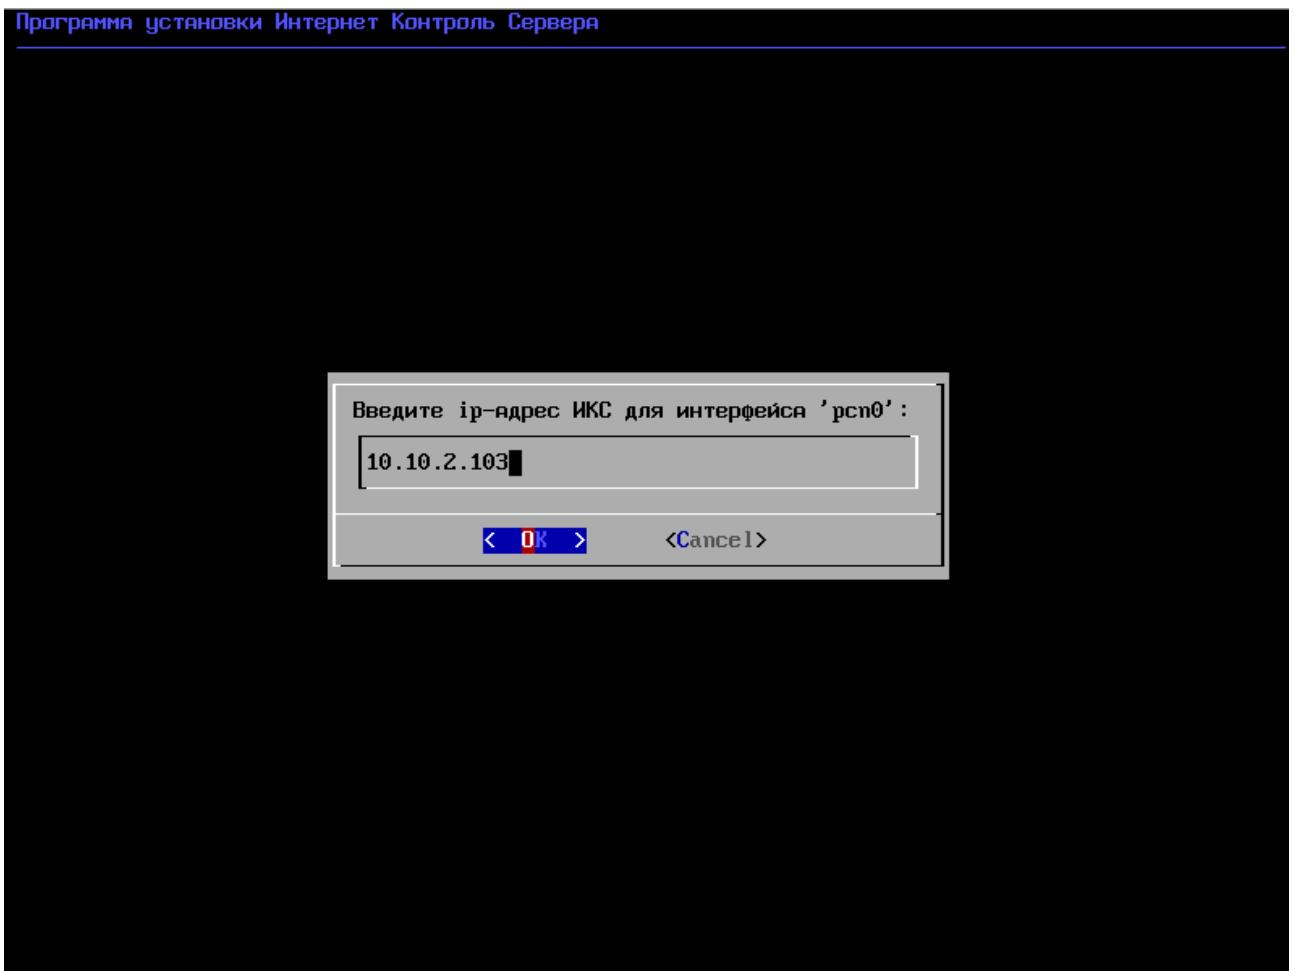 Программа установки Интернет Контроль Сервера
Введите ip-адрес ИКС для интерфейса 'pcn0':
10.10.2.103
< OK > <Cancel>